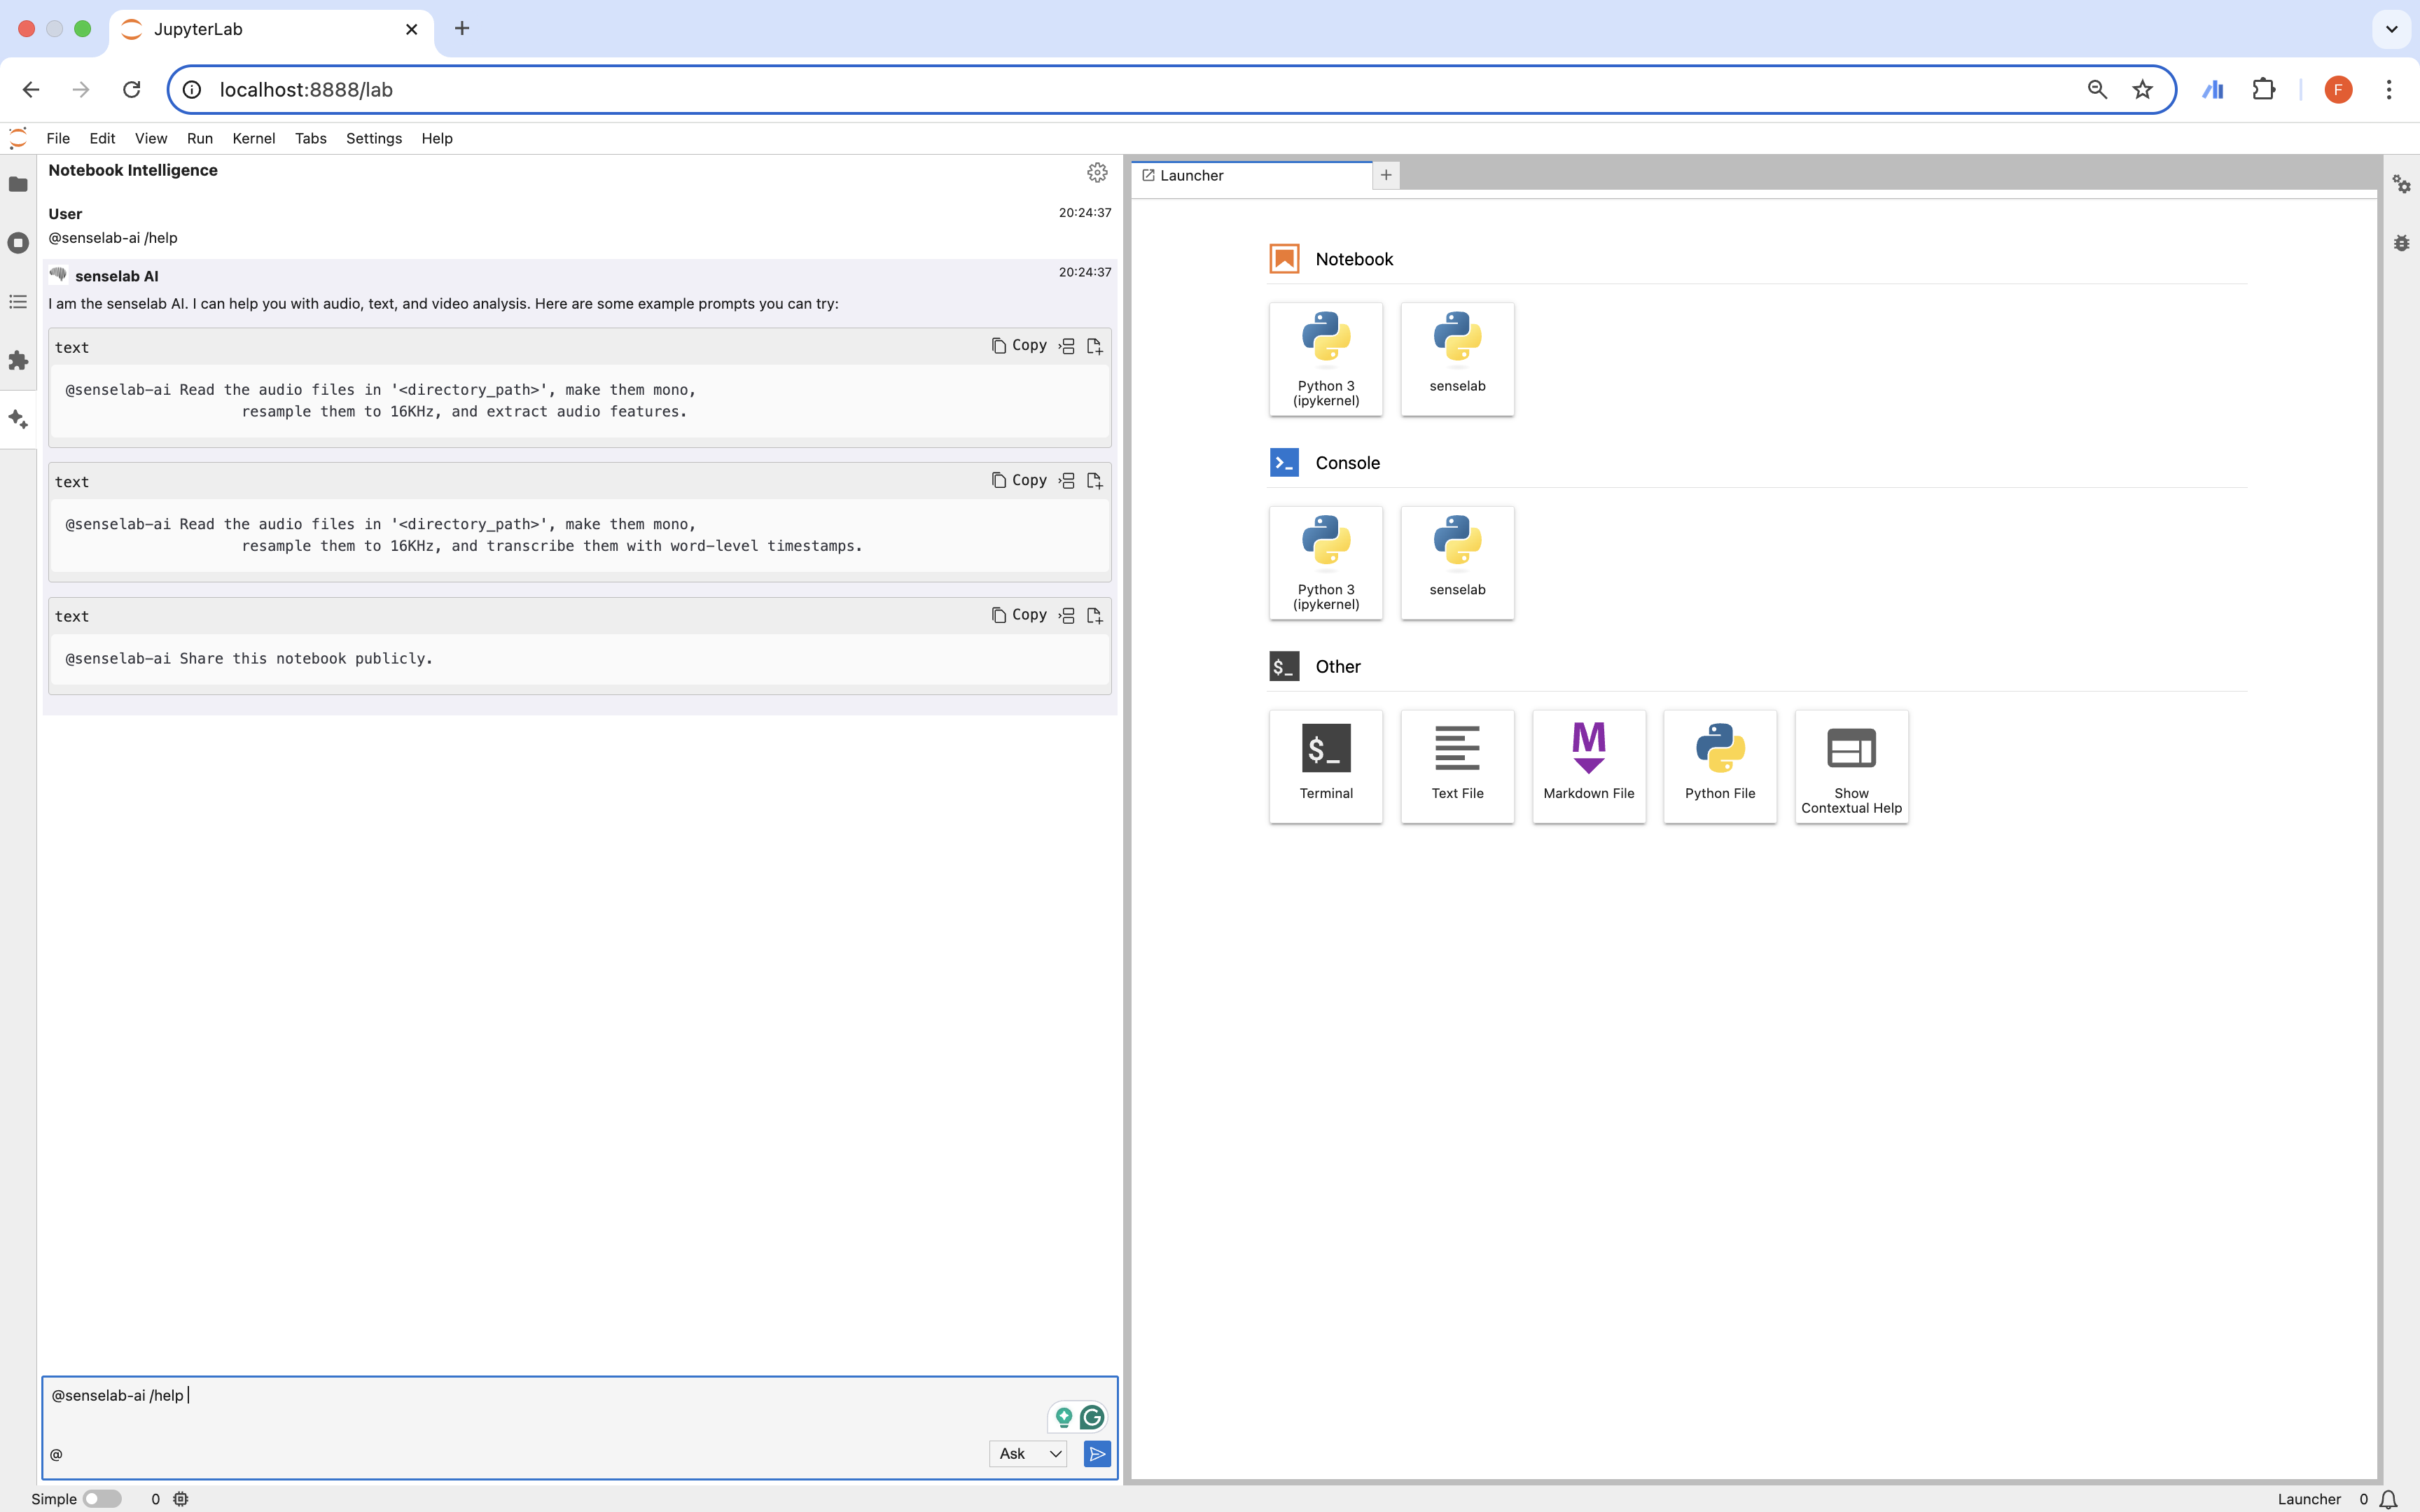 JupyterLab
localhost:8888/lab
F
File Edit View Run Kernel Tabs Settings Help
Notebook Intelligence
User 20:24:37
@senselab-ai /help
senselab AI 20:24:37
I am the senselab AI. I can help you with audio, text, and video analysis. Here are some example prompts you can try:
text Copy
@senselab-ai Read the audio files in '<directory_path>', make them mono,
resample them to 16KHz, and extract audio features.
text Copy
@senselab-ai Read the audio files in '<directory_path>', make them mono,
resample them to 16KHz, and transcribe them with word-level timestamps.
text Copy
@senselab-ai Share this notebook publicly.
@senselab-ai /help
@ Ask
Simple 0
Launcher
Notebook
Python 3
(ipykernel)
senselab
Console
Python 3
(ipykernel)
senselab
$_ Other
$_
Terminal
Text File
M
Markdown File
Python File
Show
Contextual Help
Launcher 0